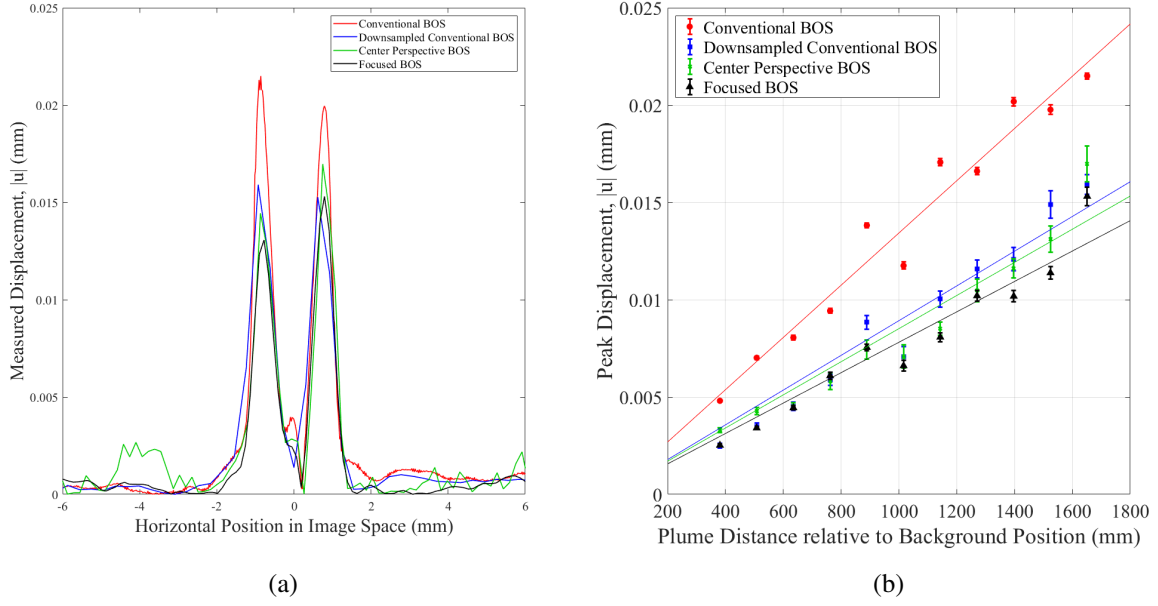 0.025
0.02
0.015
0.01
0.005
0
-6
-4
-2
0
2
4
6
Measured Displacement, |u| (mm)
Horizontal Position in Image Space (mm)
Conventional BOS
Downsampled Conventional BOS
Center Perspective BOS
Focused BOS
(a)
0.025
0.02
0.015
0.01
0.005
0
200
400
600
800
1000
1200
1400
1600
1800
Peak Displacement, |u| (mm)
Plume Distance relative to Background Position (mm)
Conventional BOS
Downsampled Conventional BOS
Center Perspective BOS
Focused BOS
(b)